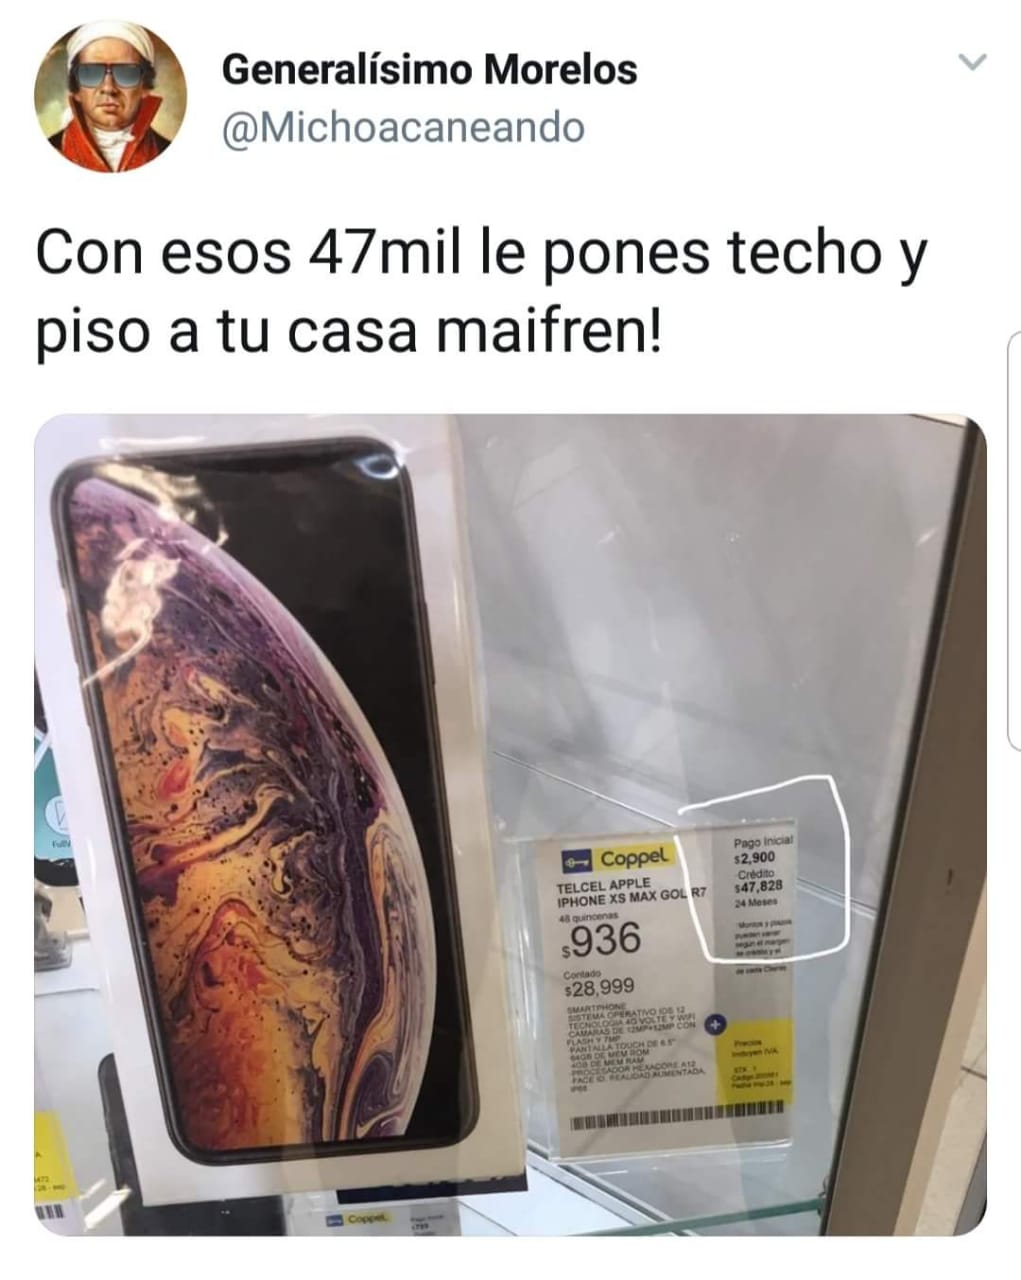 Generalísimo Morelos
@Michoacaneando
Con esos 47mil le pones techo y
piso a tu casa maifren!
Coppel
TELCEL APPLE
IPHONE XS MAX GOL R7
48 quincenas
$936
Contado
$28,999
SMARTPHONE
SISTEMA OPERATIVO IOS 12
TECNOLOGIA 4G VOLTE Y WIFI
CAMARAS DE 12MP+12MP CON
FLASH Y 7MP
PANTALLA TOUCH DE 6.5"
64GB DE MEM ROM
4GB DE MEM RAM
PROCESADOR HEXACORE A12
FACE ID, REALIDAD AUMENTADA
IP68
Pago Inicial
$2,900
Crédito
$47,828
24 Meses
Montos y plazos
pueden variar
según el margen
de crédito y el
de cada Cliente
Precios
Incluyen IVA
Coppel